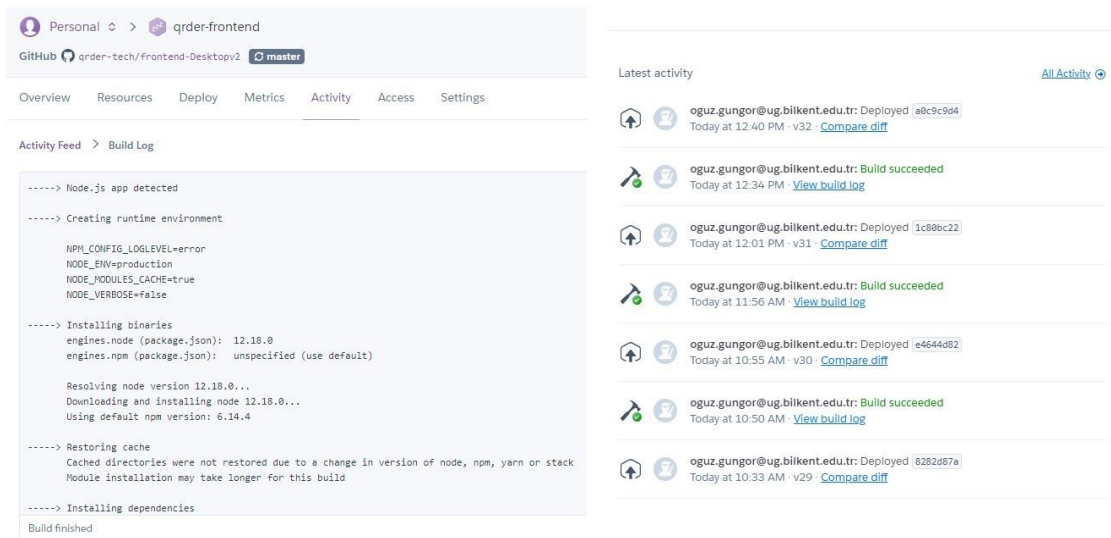 Personal > qrder-frontend
GitHub qrder-tech/frontend-Desktopv2 master
Overview Resources Deploy Metrics Activity Access Settings
Activity Feed > Build Log
-----> Node.js app detected
-----> Creating runtime environment
NPM_CONFIG_LOGLEVEL=error
NODE_ENV=production
NODE_MODULES_CACHE=true
NODE_VERBOSE=false
-----> Installing binaries
engines.node (package.json): 12.18.0
engines.npm (package.json): unspecified (use default)
Resolving node version 12.18.0...
Downloading and installing node 12.18.0...
Using default npm version: 6.14.4
-----> Restoring cache
Cached directories were not restored due to a change in version of node, npm, yarn or stack
Module installation may take longer for this build
-----> Installing dependencies
Build finished
Latest activity All Activity
oguz.gungor@ug.bilkent.edu.tr: Deployed a0c9c9d4
Today at 12:40 PM · v32 · Compare diff
oguz.gungor@ug.bilkent.edu.tr: Build succeeded
Today at 12:34 PM · View build log
oguz.gungor@ug.bilkent.edu.tr: Deployed 1c80bc22
Today at 12:01 PM · v31 · Compare diff
oguz.gungor@ug.bilkent.edu.tr: Build succeeded
Today at 11:56 AM · View build log
oguz.gungor@ug.bilkent.edu.tr: Deployed e4644d82
Today at 10:55 AM · v30 · Compare diff
oguz.gungor@ug.bilkent.edu.tr: Build succeeded
Today at 10:50 AM · View build log
oguz.gungor@ug.bilkent.edu.tr: Deployed 8282d87a
Today at 10:33 AM · v29 · Compare diff